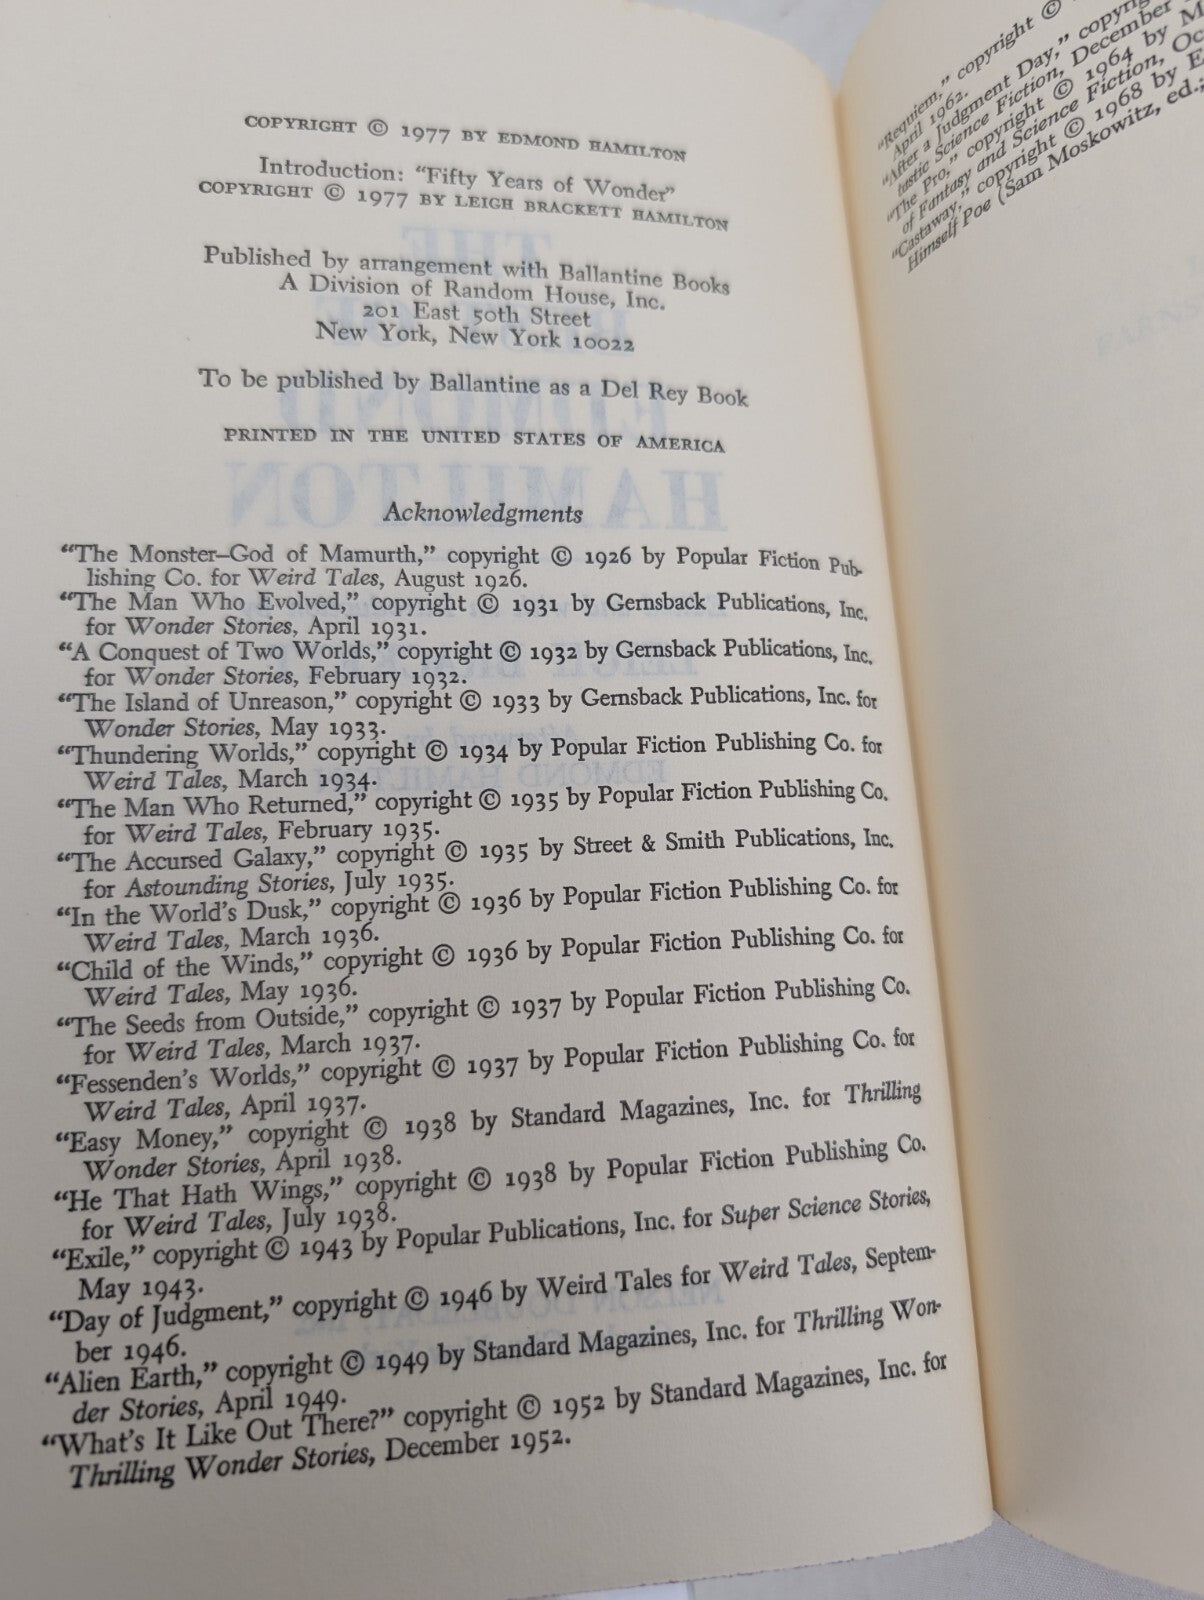 COPYRIGHT © 1977 BY EDMOND HAMILTON
Introduction: “Fifty Years of Wonder”
COPYRIGHT © 1977 BY LEIGH BRACKETT HAMILTON
Published by arrangement with Ballantine Books
A Division of Random House, Inc.
201 East 50th Street
New York, New York 10022
To be published by Ballantine as a Del Rey Book
PRINTED IN THE UNITED STATES OF AMERICA
Acknowledgments
“The Monster–God of Mamurth,” copyright © 1926 by Popular Fiction Pub-
lishing Co. for Weird Tales, August 1926.
“The Man Who Evolved,” copyright © 1931 by Gernsback Publications, Inc.
for Wonder Stories, April 1931.
“A Conquest of Two Worlds,” copyright © 1932 by Gernsback Publications, Inc.
for Wonder Stories, February 1932.
“The Island of Unreason,” copyright © 1933 by Gernsback Publications, Inc. for
Wonder Stories, May 1933.
“Thundering Worlds,” copyright © 1934 by Popular Fiction Publishing Co. for
Weird Tales, March 1934.
“The Man Who Returned,” copyright © 1935 by Popular Fiction Publishing Co.
for Weird Tales, February 1935.
“The Accursed Galaxy,” copyright © 1935 by Street & Smith Publications, Inc.
for Astounding Stories, July 1935.
“In the World’s Dusk,” copyright © 1936 by Popular Fiction Publishing Co. for
Weird Tales, March 1936.
“Child of the Winds,” copyright © 1936 by Popular Fiction Publishing Co. for
Weird Tales, May 1936.
“The Seeds from Outside,” copyright © 1937 by Popular Fiction Publishing Co.
for Weird Tales, March 1937.
“Fessenden’s Worlds,” copyright © 1937 by Popular Fiction Publishing Co. for
Weird Tales, April 1937.
“Easy Money,” copyright © 1938 by Standard Magazines, Inc. for Thrilling
Wonder Stories, April 1938.
“He That Hath Wings,” copyright © 1938 by Popular Fiction Publishing Co.
for Weird Tales, July 1938.
“Exile,” copyright © 1943 by Popular Publications, Inc. for Super Science Stories,
May 1943.
“Day of Judgment,” copyright © 1946 by Weird Tales for Weird Tales, Septem-
ber 1946.
“Alien Earth,” copyright © 1949 by Standard Magazines, Inc. for Thrilling Won-
der Stories, April 1949.
“What’s It Like Out There?” copyright © 1952 by Standard Magazines, Inc. for
Thrilling Wonder Stories, December 1952.
“Requiem,” copyright ©
April 1962.
“After a Judgment Day,” copyright
tastic Science Fiction, December
“The Pro,” copyright © 1964 by
of Fantasy and Science Fiction,
“Castaway,” copyright © 1968 by
Himself Poe (Sam Moskowitz, ed.;